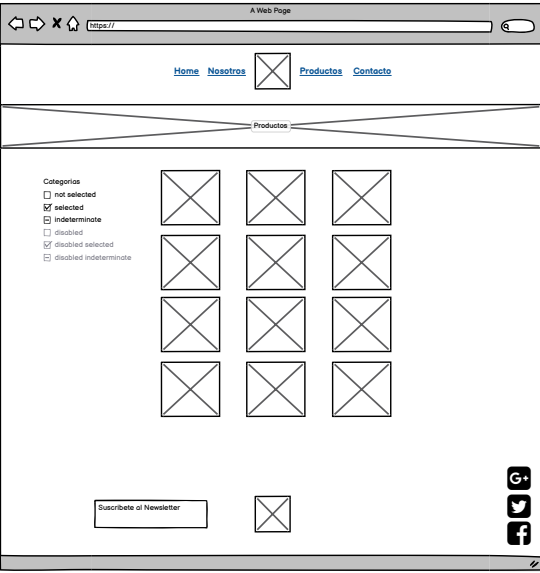 A Web Page
https://
Home Nosotros Productos Contacto
Productos
Categorias
not selected
selected
indeterminate
disabled
disabled selected
disabled indeterminate
Suscribete al Newsletter
G+